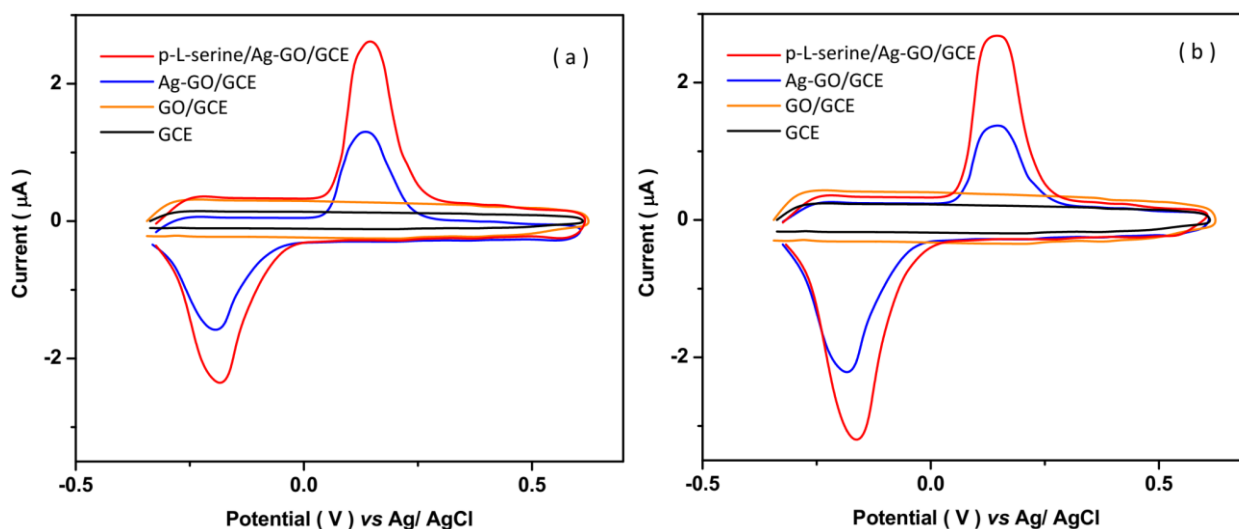 ( a )
p-L-serine/Ag-GO/GCE
Ag-GO/GCE
GO/GCE
GCE
2
0
-2
Current ( μA )
-0.5
0.0
0.5
Potential ( V ) vs Ag/ AgCl
( b )
p-L-serine/Ag-GO/GCE
Ag-GO/GCE
GO/GCE
GCE
2
0
-2
Current ( μA )
-0.5
0.0
0.5
Potential ( V ) vs Ag/ AgCl